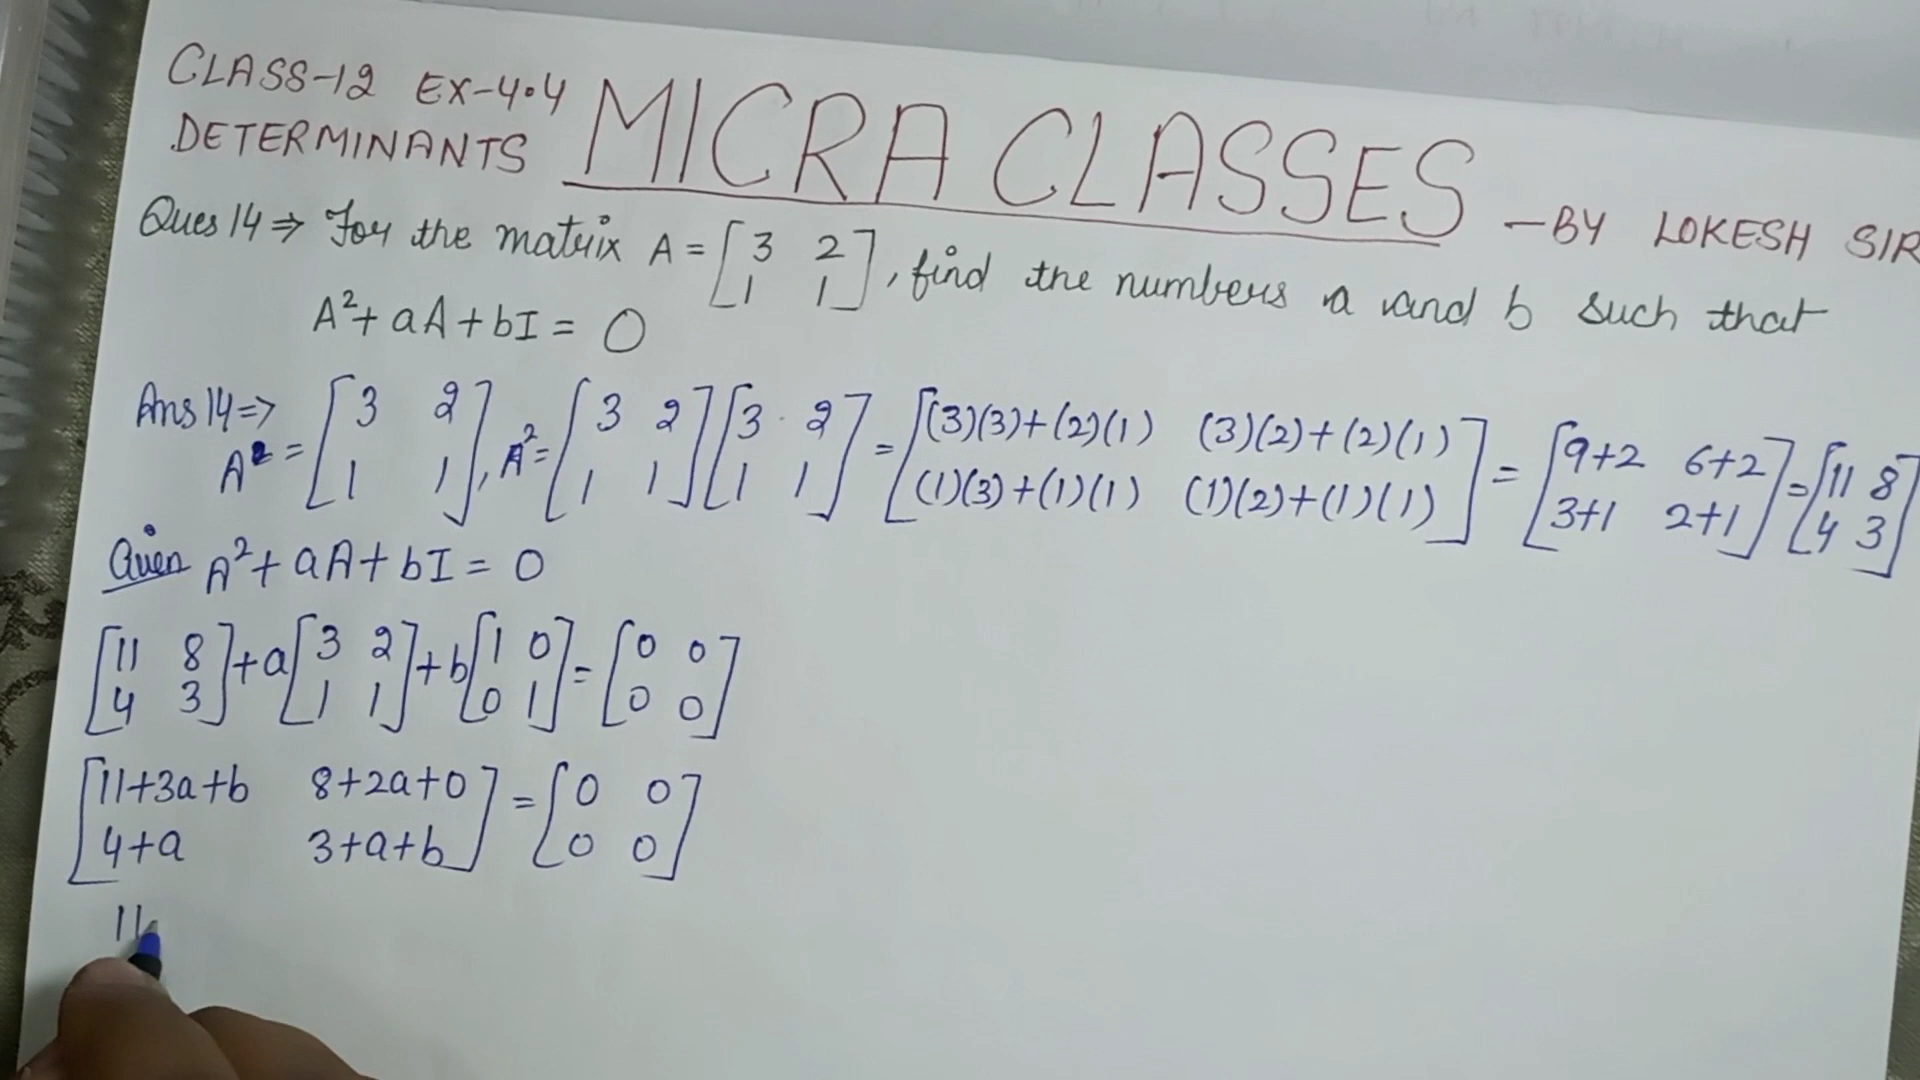 CLASS-12 EX-4.4
DETERMINANTS
MICRA CLASSES
-BY LOKESH SIR
Ques 14 ⇒ For the matrix A = [3 2; 1 1], find the numbers a and b such that
A² + aA + bI = 0
Ans 14 =>
A = [3 2; 1 1], A² = [3 2; 1 1][3 2; 1 1] = [(3)(3)+(2)(1) (3)(2)+(2)(1); (1)(3)+(1)(1) (1)(2)+(1)(1)] = [9+2 6+2; 3+1 2+1] = [11 8; 4 3]
Given A² + aA + bI = 0
[11 8; 4 3] + a[3 2; 1 1] + b[1 0; 0 1] = [0 0; 0 0]
[11+3a+b 8+2a+0; 4+a 3+a+b] = [0 0; 0 0]
11